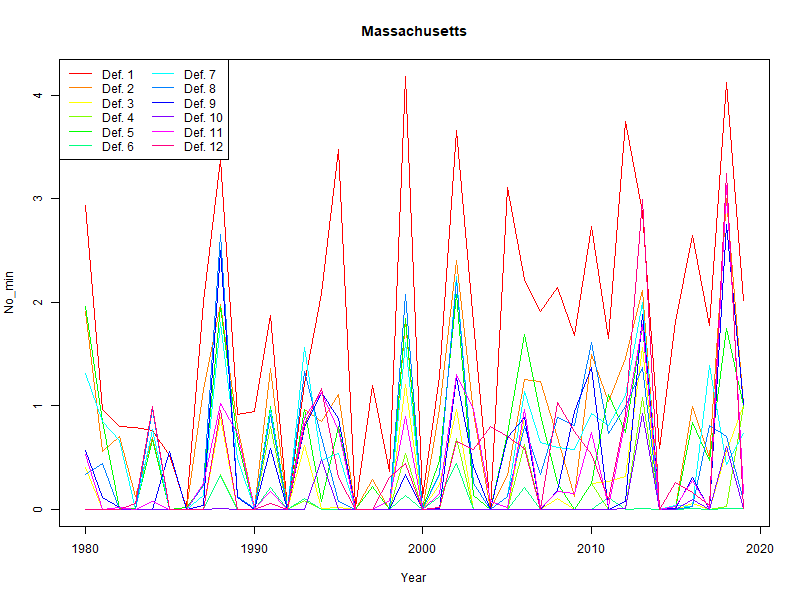 Massachusetts
Def. 1 Def. 7
Def. 2 Def. 8
Def. 3 Def. 9
Def. 4 Def. 10
Def. 5 Def. 11
Def. 6 Def. 12
4
3
2
1
0
No_min
1980 1990 2000 2010 2020
Year